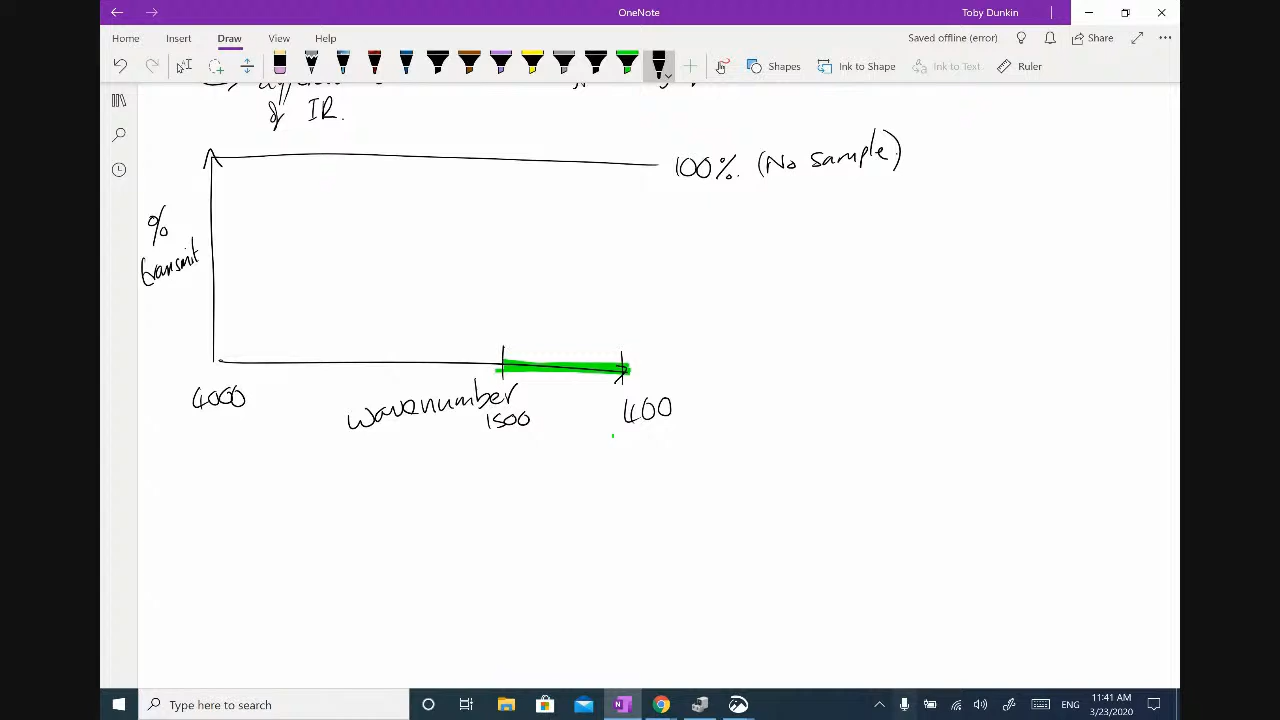 OneNote
Toby Dunkin
Home Insert Draw View Help
Saved offline (error) Share
Shapes Ink to Shape Ink to Text Ruler
of IR.
100%. (No sample)
%
transmit
4000
wavenumber
1500
400
Type here to search
ENG
11:41 AM
3/23/2020